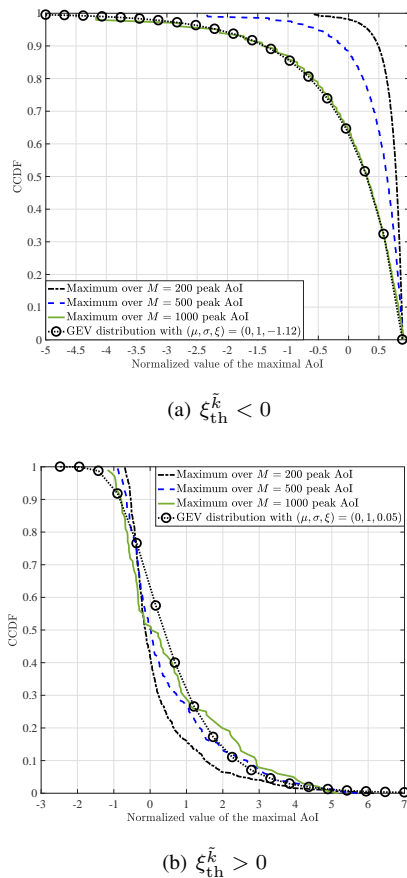 1
0.9
0.8
0.7
0.6
0.5
0.4
0.3
0.2
0.1
0
CCDF
Maximum over M = 200 peak AoI
Maximum over M = 500 peak AoI
Maximum over M = 1000 peak AoI
GEV distribution with (μ, σ, ξ) = (0, 1, −1.12)
-5 -4.5 -4 -3.5 -3 -2.5 -2 -1.5 -1 -0.5 0 0.5
Normalized value of the maximal AoI
(a) ξ_th^k̃ < 0
1
0.9
0.8
0.7
0.6
0.5
0.4
0.3
0.2
0.1
0
CCDF
Maximum over M = 200 peak AoI
Maximum over M = 500 peak AoI
Maximum over M = 1000 peak AoI
GEV distribution with (μ, σ, ξ) = (0, 1, 0.05)
-3 -2 -1 0 1 2 3 4 5 6 7
Normalized value of the maximal AoI
(b) ξ_th^k̃ > 0